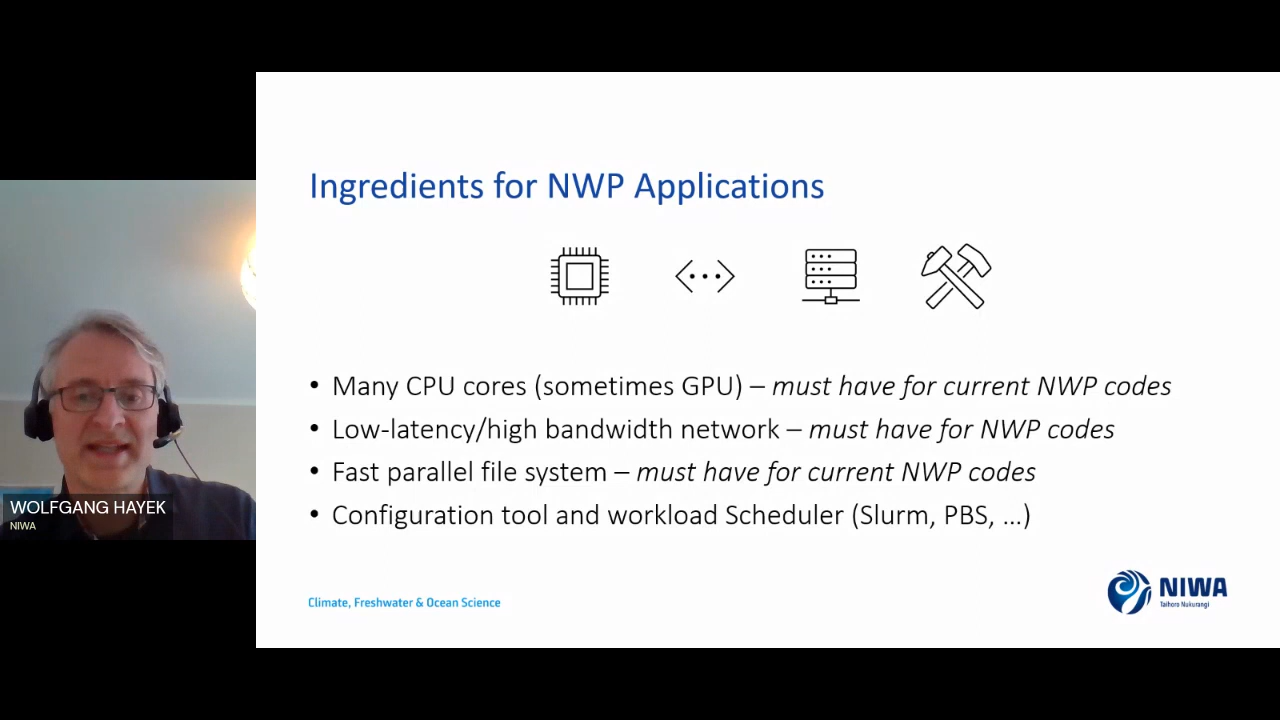 Ingredients for NWP Applications
• Many CPU cores (sometimes GPU) – must have for current NWP codes
• Low-latency/high bandwidth network – must have for NWP codes
• Fast parallel file system – must have for current NWP codes
• Configuration tool and workload Scheduler (Slurm, PBS, ...)
WOLFGANG HAYEK
NIWA
Climate, Freshwater & Ocean Science
NIWA
Taihoro Nukurangi